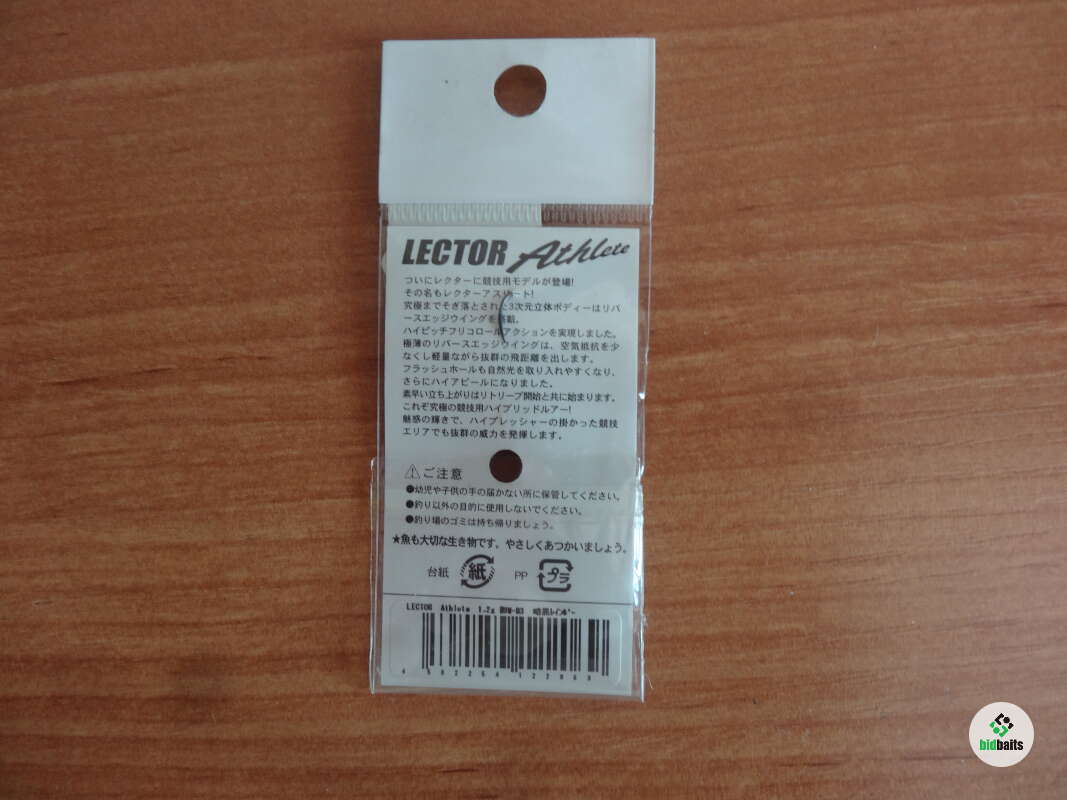 LECTOR Athlete
ついにレクターに競技用モデルが登場!
その名もレクターアスリート!
究極までそぎ落とされた3次元立体ボディーはリバ
ースエッジウイングを搭載。
ハイピッチフリコロールアクションを実現しました。
極薄のリバースエッジウイングは、空気抵抗を少
なくし軽量ながら抜群の飛距離を出します。
フラッシュホールも自然光を取り入れやすくなり、
さらにハイアピールになりました。
素早い立ち上がりはリトリーブ開始と共に始まります。
これぞ究極の競技用ハイブリッドルアー!
魅惑の輝きで、ハイプレッシャーの掛かった競技
エリアでも抜群の威力を発揮します。
⚠ご注意
●幼児や子供の手の届かない所に保管してください。
●釣り以外の目的に使用しないでください。
●釣り場のゴミは持ち帰りましょう。
★魚も大切な生き物です。やさしくあつかいましょう。
台紙 紙 PP プラ
LECTOR Athlete 1.2g
bidbaits